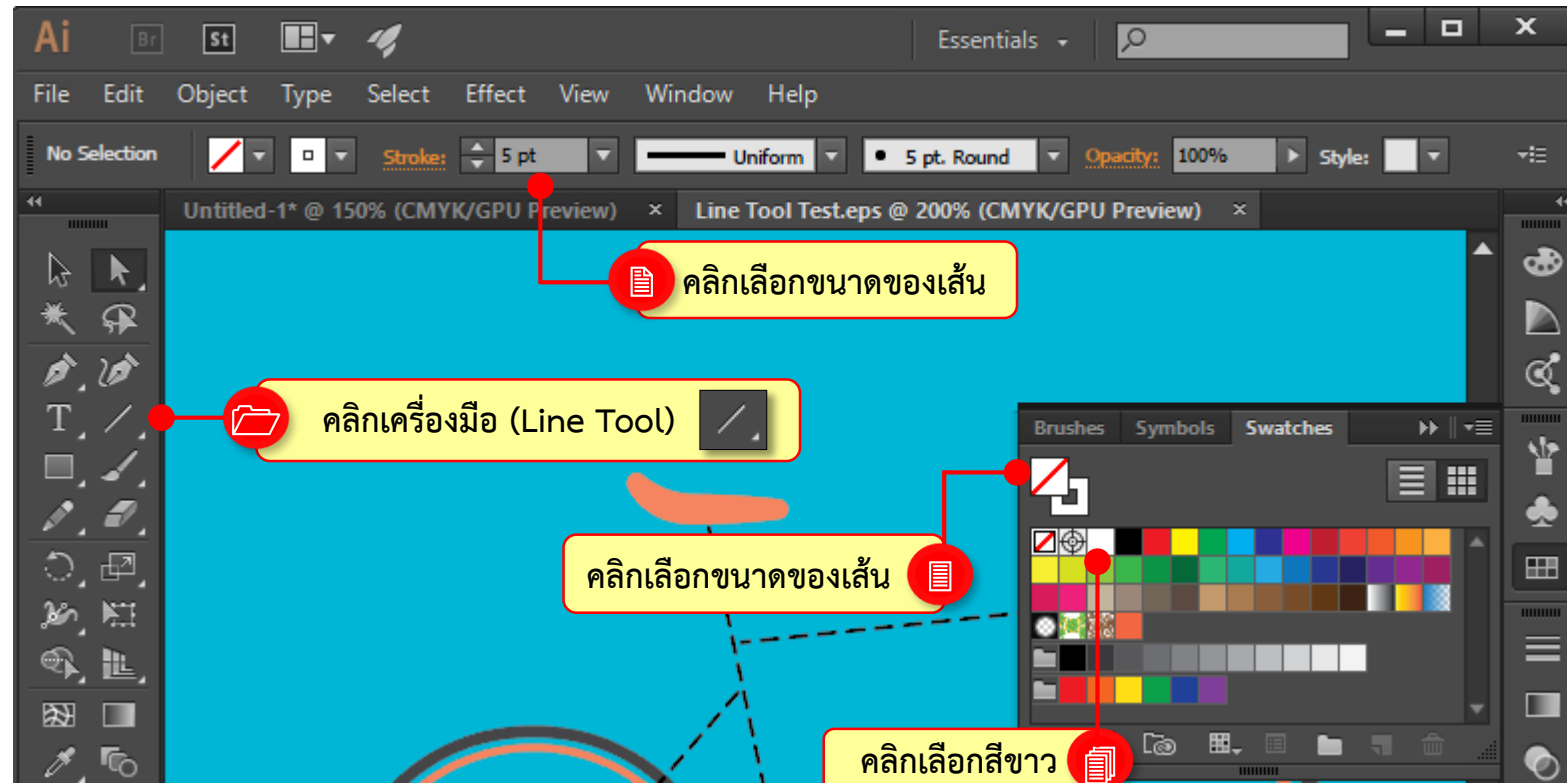 Ai Br St Essentials
File Edit Object Type Select Effect View Window Help
No Selection Stroke: 5 pt Uniform 5 pt. Round Opacity: 100% Style:
Untitled-1* @ 150% (CMYK/GPU Preview) × Line Tool Test.eps @ 200% (CMYK/GPU Preview) ×
คลิกเลือกขนาดของเส้น
คลิกเครื่องมือ (Line Tool)
Brushes Symbols Swatches
คลิกเลือกขนาดของเส้น
คลิกเลือกสีขาว